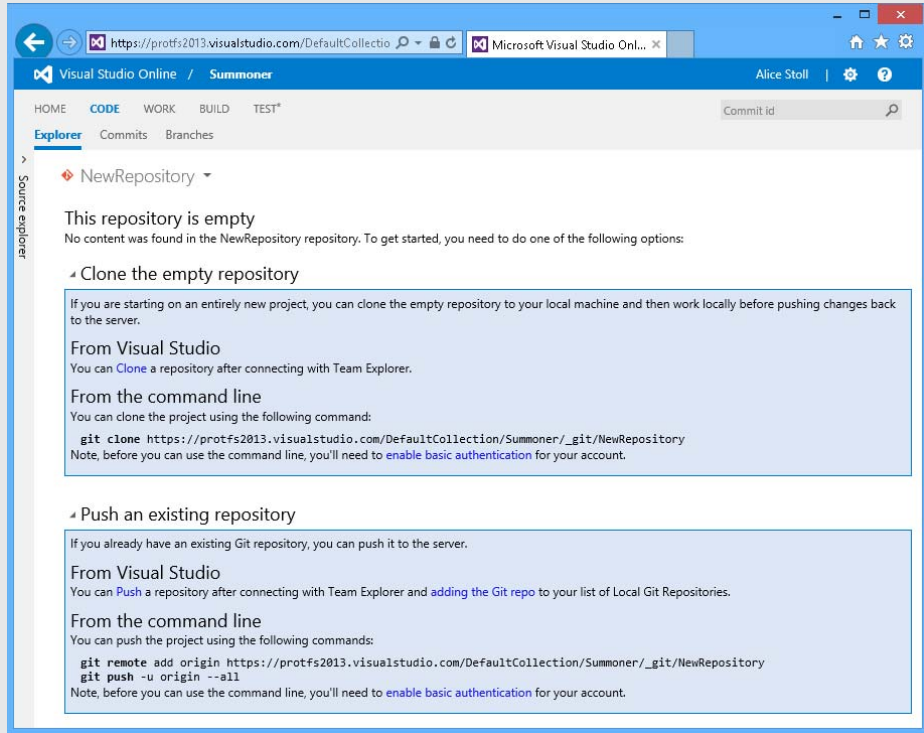 https://protfs2013.visualstudio.com/DefaultCollectio
Microsoft Visual Studio Onl...
Visual Studio Online / Summoner
Alice Stoll
HOME CODE WORK BUILD TEST*
Commit id
Explorer Commits Branches
Source explorer
NewRepository
This repository is empty
No content was found in the NewRepository repository. To get started, you need to do one of the following options:
Clone the empty repository
If you are starting on an entirely new project, you can clone the empty repository to your local machine and then work locally before pushing changes back
to the server.
From Visual Studio
You can Clone a repository after connecting with Team Explorer.
From the command line
You can clone the project using the following command:
git clone https://protfs2013.visualstudio.com/DefaultCollection/Summoner/_git/NewRepository
Note, before you can use the command line, you'll need to enable basic authentication for your account.
Push an existing repository
If you already have an existing Git repository, you can push it to the server.
From Visual Studio
You can Push a repository after connecting with Team Explorer and adding the Git repo to your list of Local Git Repositories.
From the command line
You can push the project using the following commands:
git remote add origin https://protfs2013.visualstudio.com/DefaultCollection/Summoner/_git/NewRepository
git push -u origin --all
Note, before you can use the command line, you'll need to enable basic authentication for your account.